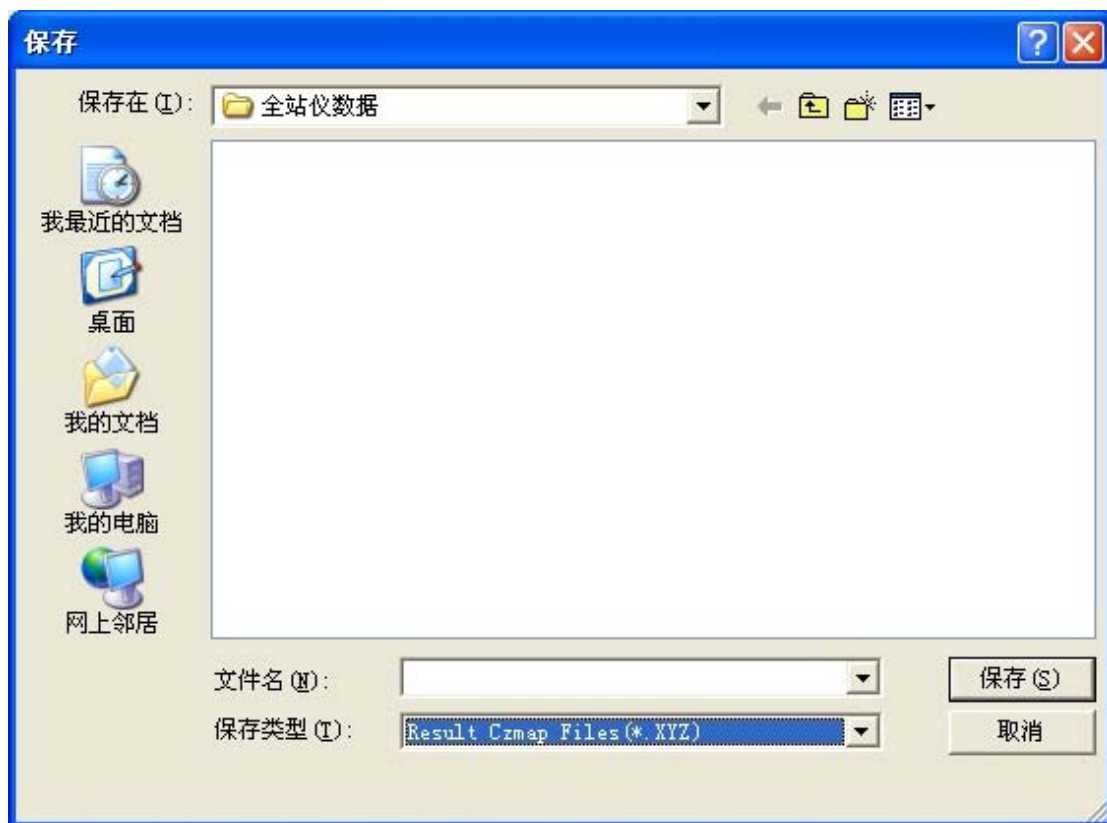 保存
保存在(I):
全站仪数据
我最近的文档
桌面
我的文档
我的电脑
网上邻居
文件名(N):
保存(S)
保存类型(T):
Result Czmap Files(*.XYZ)
取消